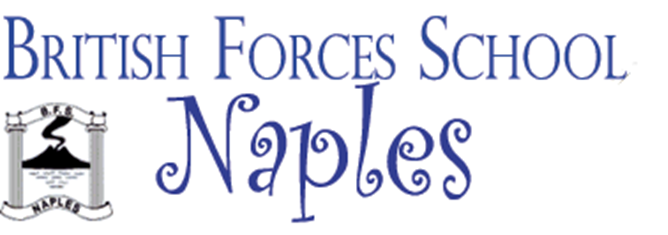 BRITISH FORCES SCHOOL
Naples
B.F.S
NAPLES